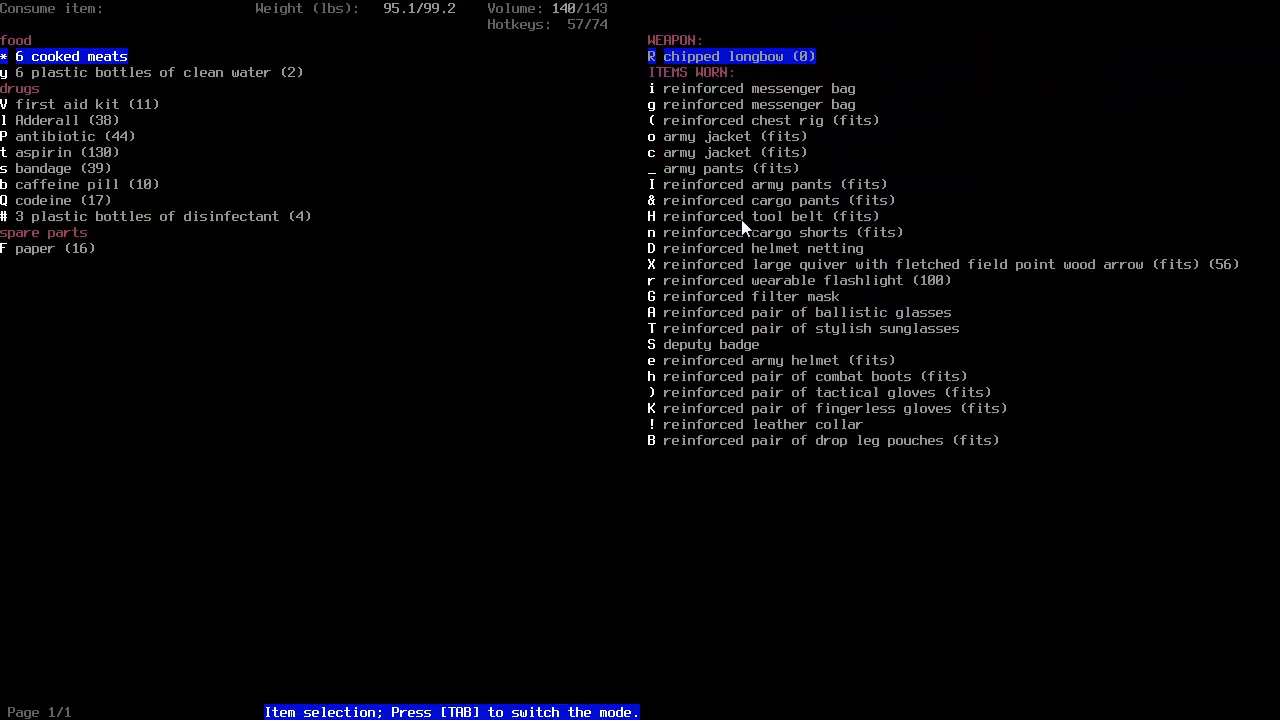 Consume item: Weight (lbs): 95.1/99.2 Volume: 140/143
Hotkeys: 57/74
food
* 6 cooked meats
y 6 plastic bottles of clean water (2)
drugs
V first aid kit (11)
l Adderall (38)
P antibiotic (44)
t aspirin (130)
s bandage (39)
b caffeine pill (10)
Q codeine (17)
# 3 plastic bottles of disinfectant (4)
spare parts
F paper (16)
WEAPON:
R chipped longbow (0)
ITEMS WORN:
i reinforced messenger bag
g reinforced messenger bag
( reinforced chest rig (fits)
o army jacket (fits)
c army jacket (fits)
_ army pants (fits)
I reinforced army pants (fits)
& reinforced cargo pants (fits)
H reinforced tool belt (fits)
n reinforced cargo shorts (fits)
D reinforced helmet netting
X reinforced large quiver with fletched field point wood arrow (fits) (56)
r reinforced wearable flashlight (100)
G reinforced filter mask
A reinforced pair of ballistic glasses
T reinforced pair of stylish sunglasses
S deputy badge
e reinforced army helmet (fits)
h reinforced pair of combat boots (fits)
) reinforced pair of tactical gloves (fits)
K reinforced pair of fingerless gloves (fits)
! reinforced leather collar
B reinforced pair of drop leg pouches (fits)
Page 1/1 Item selection; Press [TAB] to switch the mode.